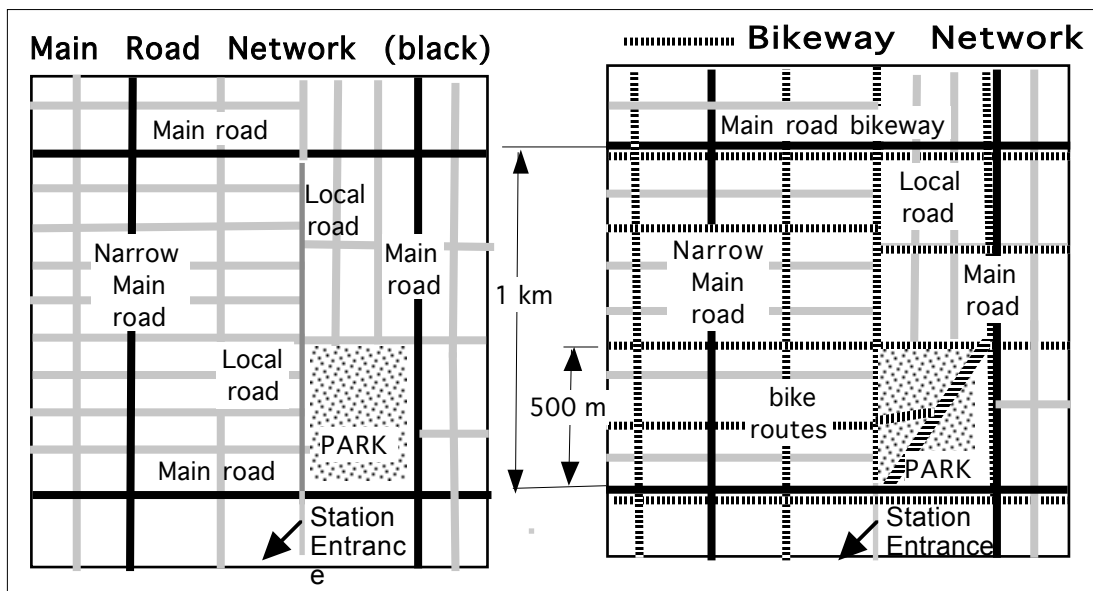 Main Road Network (black)
Main road
Local
road
Narrow
Main
road
Main
road
Local
road
PARK
Main road
Station
Entranc
e
1 km
500 m
Bikeway Network
Main road bikeway
Local
road
Narrow
Main
road
Main
road
bike
routes
PARK
Station
Entrance